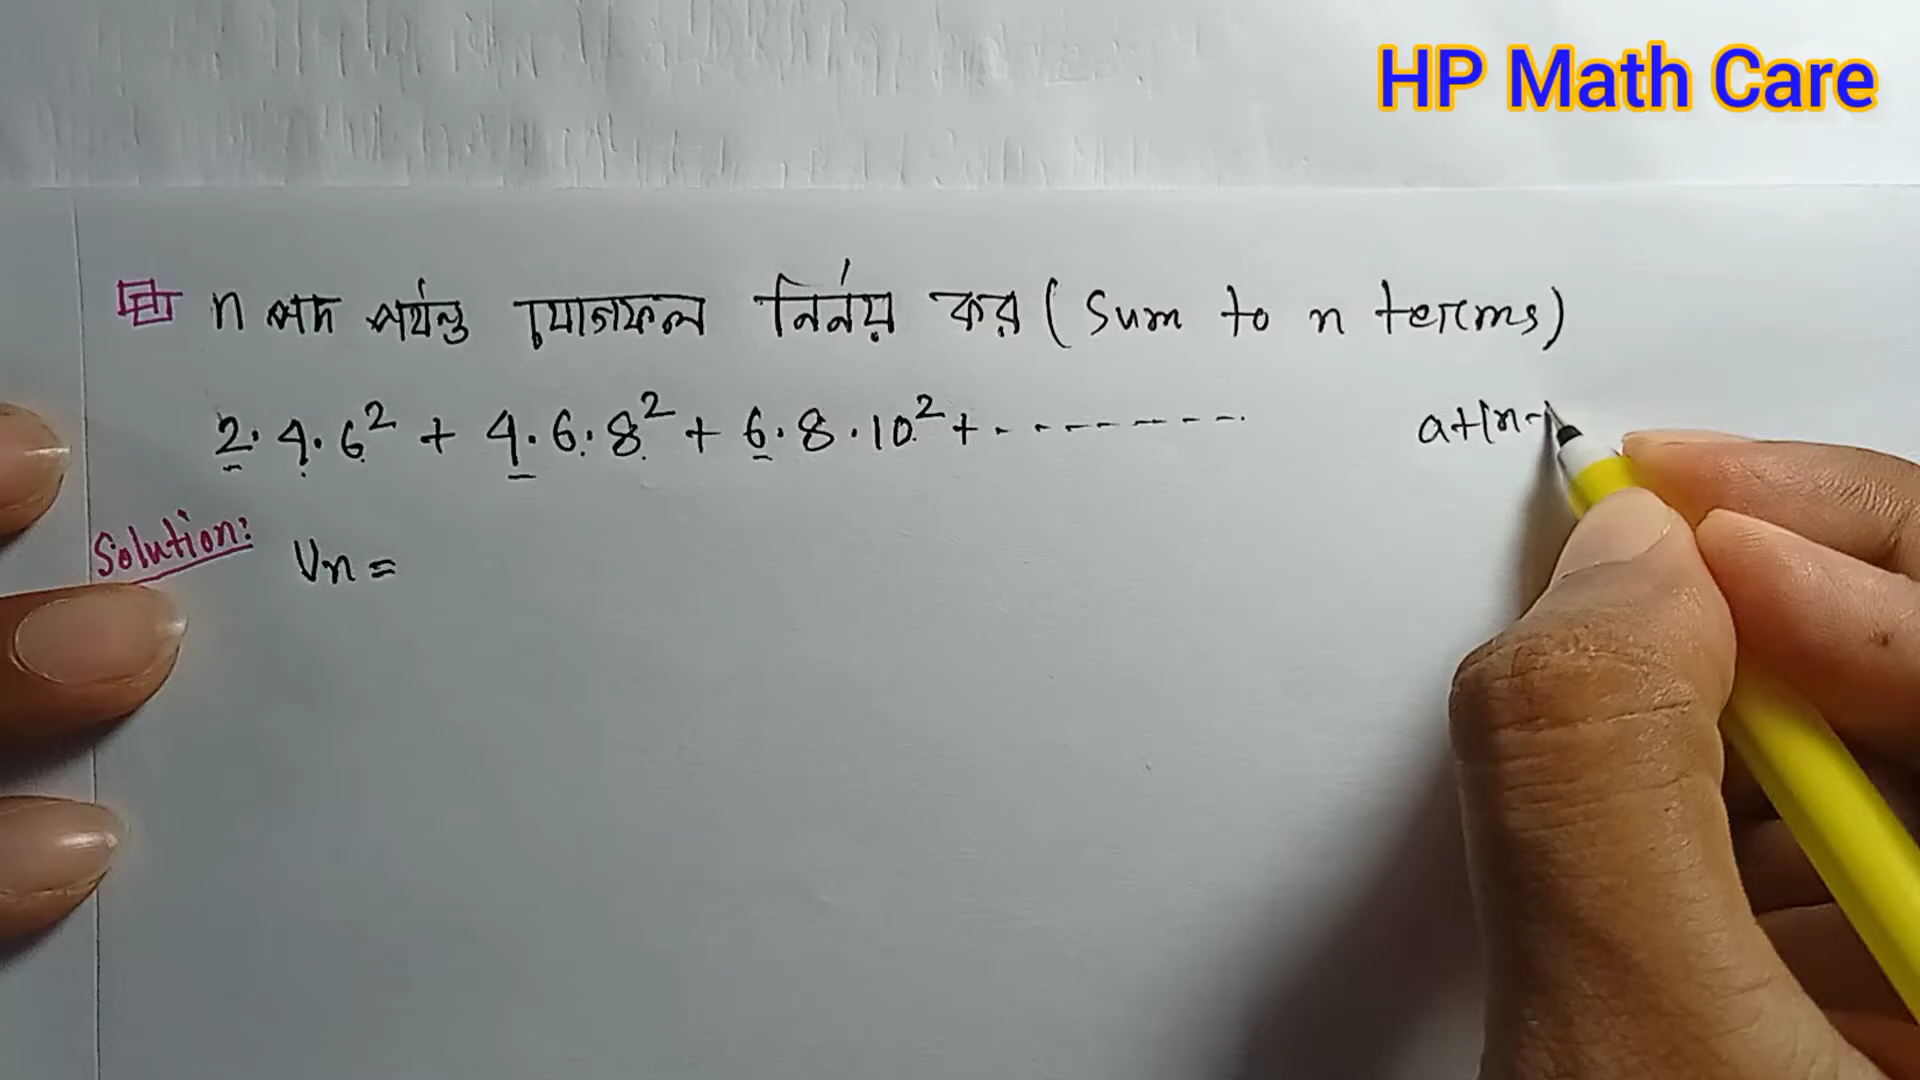 HP Math Care
n পদ পর্যন্ত যোগফল নির্নয় কর (Sum to n terms)
2·4·6² + 4·6·8² + 6·8·10² + ---------
a+(n-
Solution: Un =